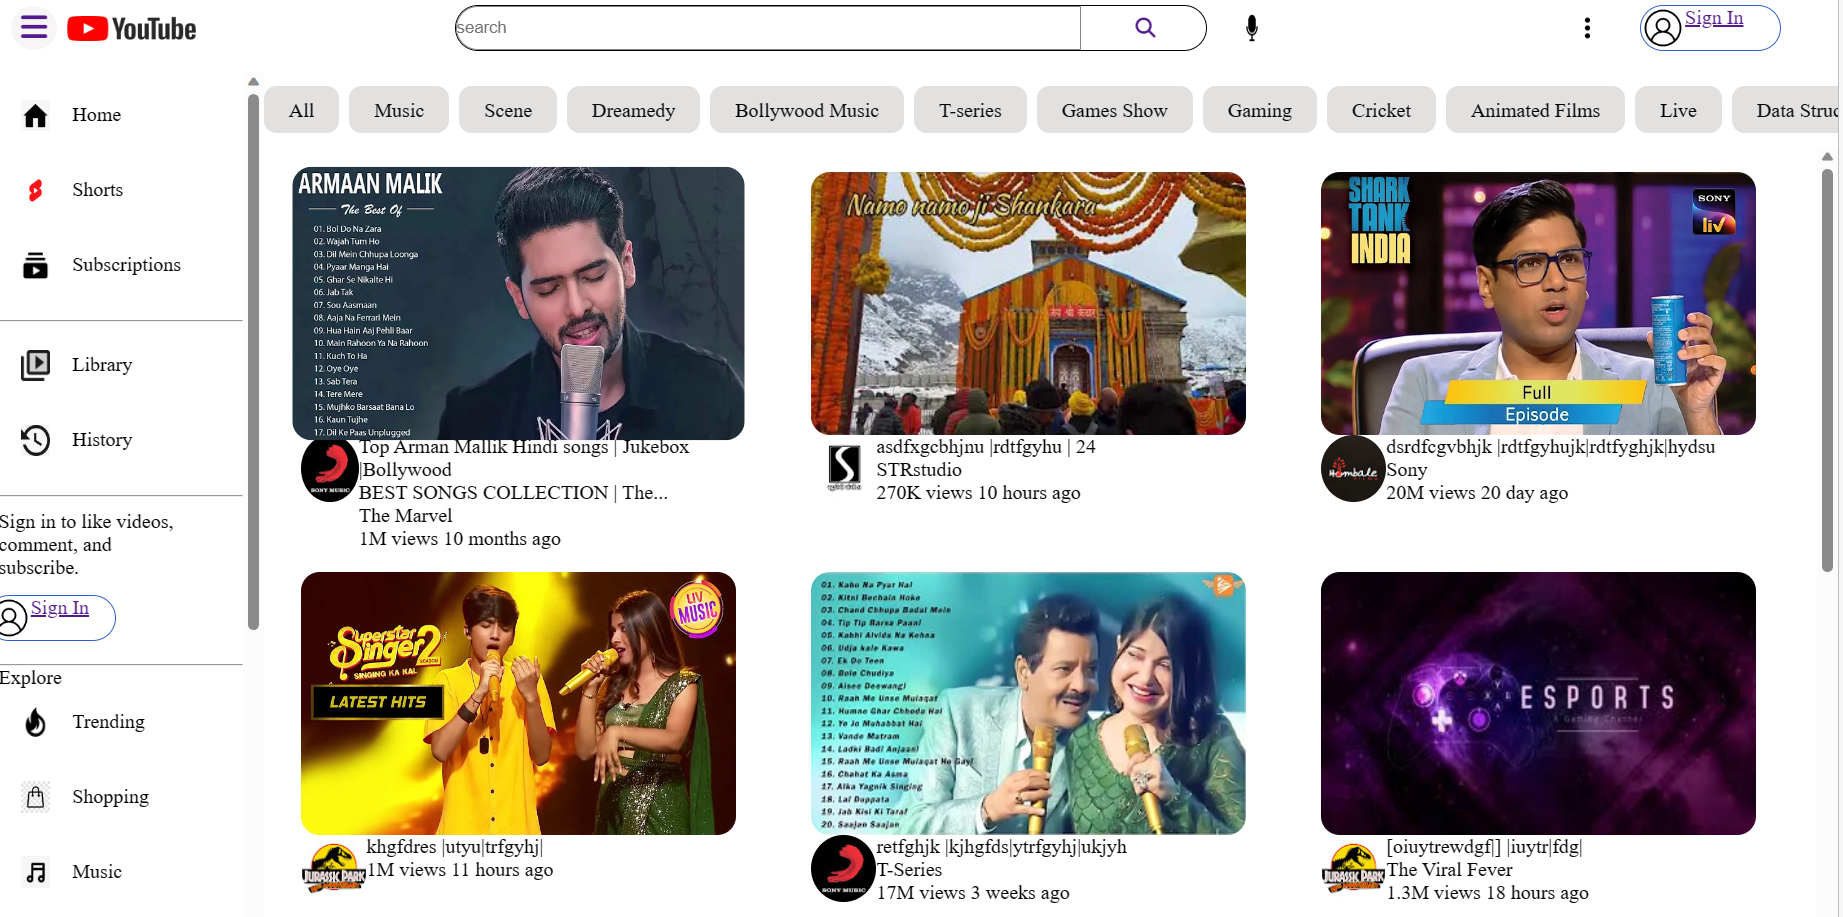 YouTube
search
Sign In
Home
Shorts
Subscriptions
Library
History
Sign in to like videos,
comment, and
subscribe.
Sign In
Explore
Trending
Shopping
Music
All
Music
Scene
Dreamedy
Bollywood Music
T-series
Games Show
Gaming
Cricket
Animated Films
Live
Data Struc
ARMAAN MALIK
The Best Of
01. Bol Do Na Zara
02. Wajah Tum Ho
03. Dil Mein Chhupa Loonga
04. Pyaar Manga Hai
05. Ghar Se Nikalte Hi
06. Jab Tak
07. Sou Aasmaan
08. Aaja Na Ferrari Mein
09. Hua Hain Aaj Pehli Baar
10. Main Rahoon Ya Na Rahoon
11. Kuch To Ha
12. Oye Oye
13. Sab Tera
14. Tere Mere
15. Mujhko Barsaat Bana Lo
16. Kaun Tujhe
17. Dil Ke Paas Unplugged
SONY MUSIC
Top Arman Mallik Hindi songs | Jukebox
|Bollywood
BEST SONGS COLLECTION | The...
The Marvel
1M views 10 months ago
Namo namo ji Shankara
जय श्री केदार
asdfxgcbhjnu |rdtfgyhu | 24
STRstudio
270K views 10 hours ago
SHARK
TANK
INDIA
SONY
liv
Full
Episode
Hombale
FILMS
dsrdfcgvbhjk |rdtfgyhujk|rdtfyghjk|hydsu
Sony
20M views 20 day ago
LIV
MUSIC
Superstar
Singer 2
SEASON
SINGING KA KAL
LATEST HITS
JURASSIC PARK
khgfdres |utyu|trfgyhj|
1M views 11 hours ago
01. Kaho Na Pyar Hai
02. Kitni Bechain Hoke
03. Chand Chhupa Badal Mein
04. Tip Tip Barsa Paani
05. Kabhi Alvida Na Kehna
06. Udja kale Kawa
07. Ek Do Teen
08. Bole Chudiya
09. Aisee Deewangi
10. Raah Me Unse Mulaqat
11. Humne Ghar Chhoda Hai
12. Ye Jo Muhabbat Hai
13. Vande Matram
14. Ladki Badi Anjaani
15. Raah Me Unse Mulaqat Ho Gayi
16. Chahat Ka Asma
17. Alka Yagnik Singing
18. Lal Duppata
19. Jab Kisi Ki Taraf
20. Saajan Saajan
SONY MUSIC
retfghjk |kjhgfds|ytrfgyhj|ukjyh
T-Series
17M views 3 weeks ago
ESPORTS
A Gaming Channel
JURASSIC PARK
[oiuytrewdgf|] |iuytr|fdg|
The Viral Fever
1.3M views 18 hours ago